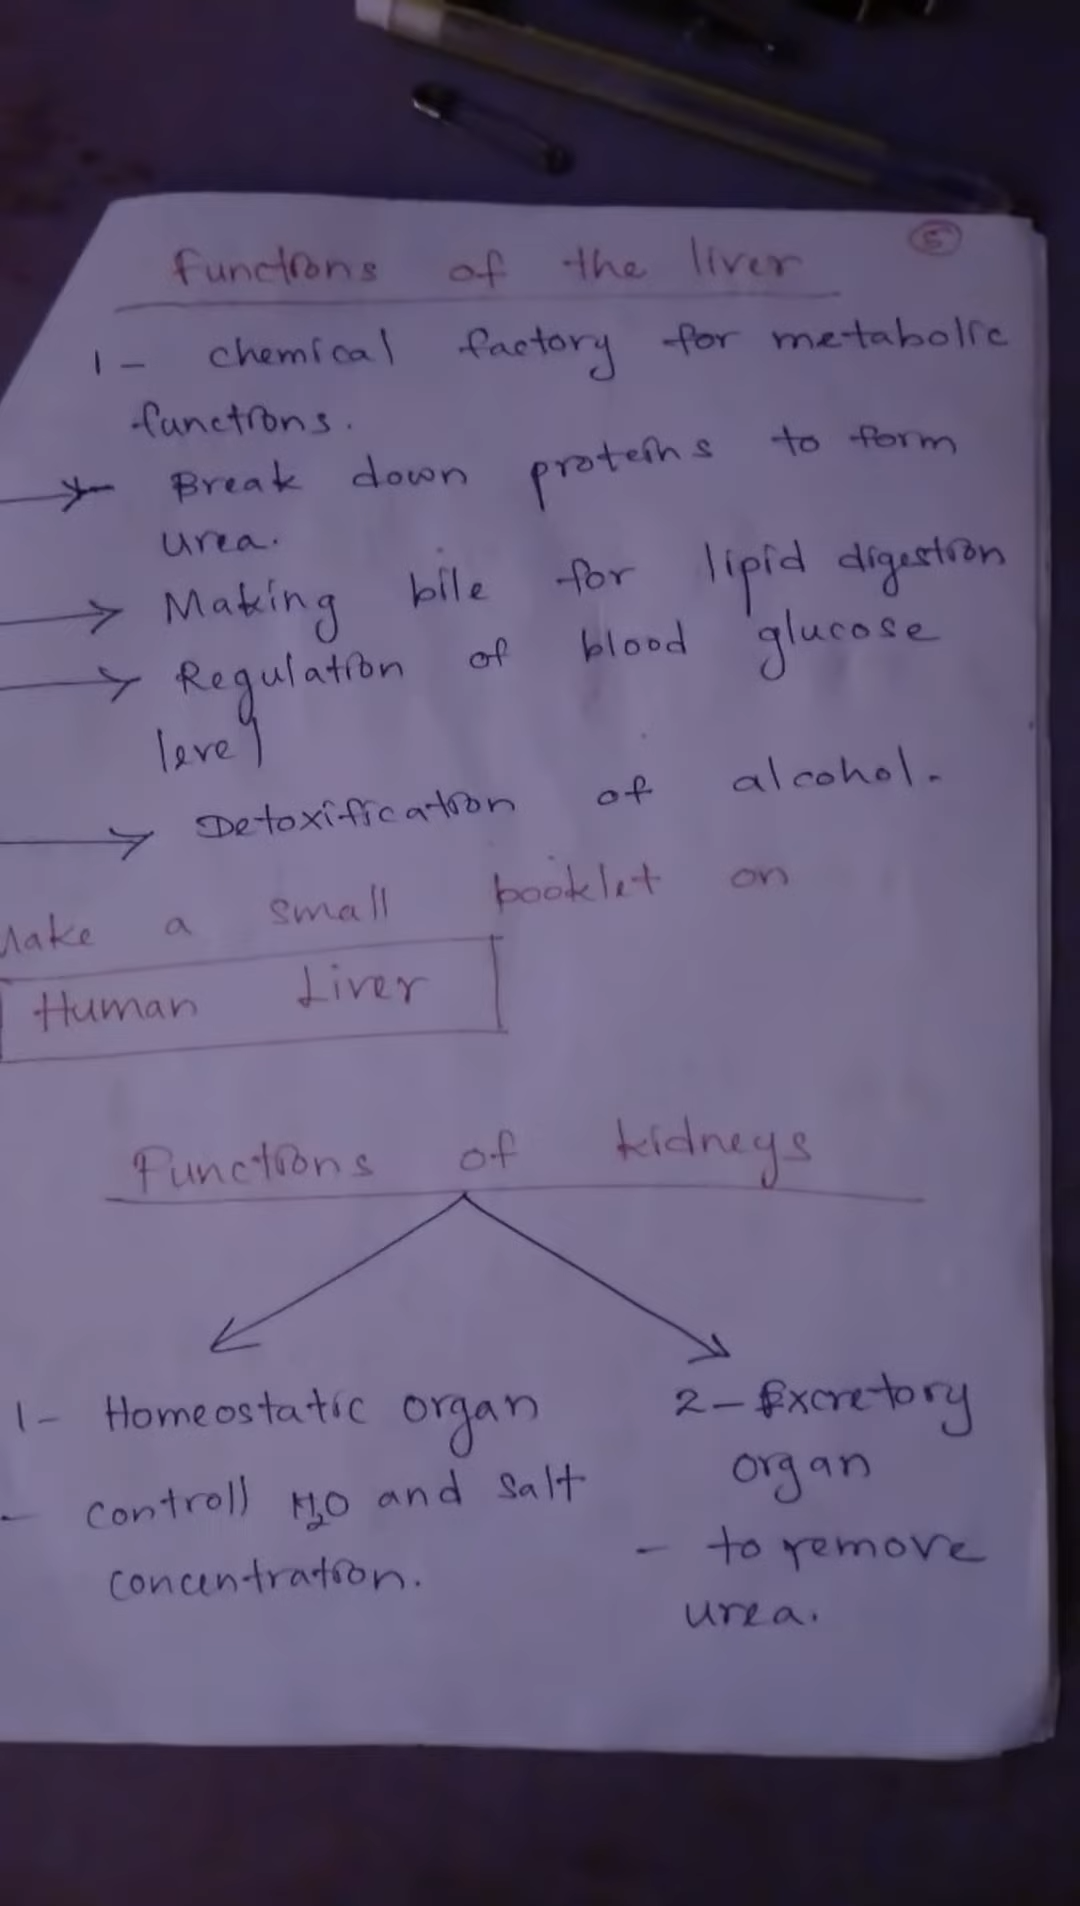 5
Functions of the liver
1- chemical factory for metabolic
functions.
Break down proteins to form
urea.
Making bile for lipid digestion
Regulation of blood glucose
level
Detoxification of alcohol.
Make a small booklet on
Human Liver
Functions of kidneys
1- Homeostatic organ
- controll H₂O and salt
concentration.
2- Excretory
organ
- to remove
urea.